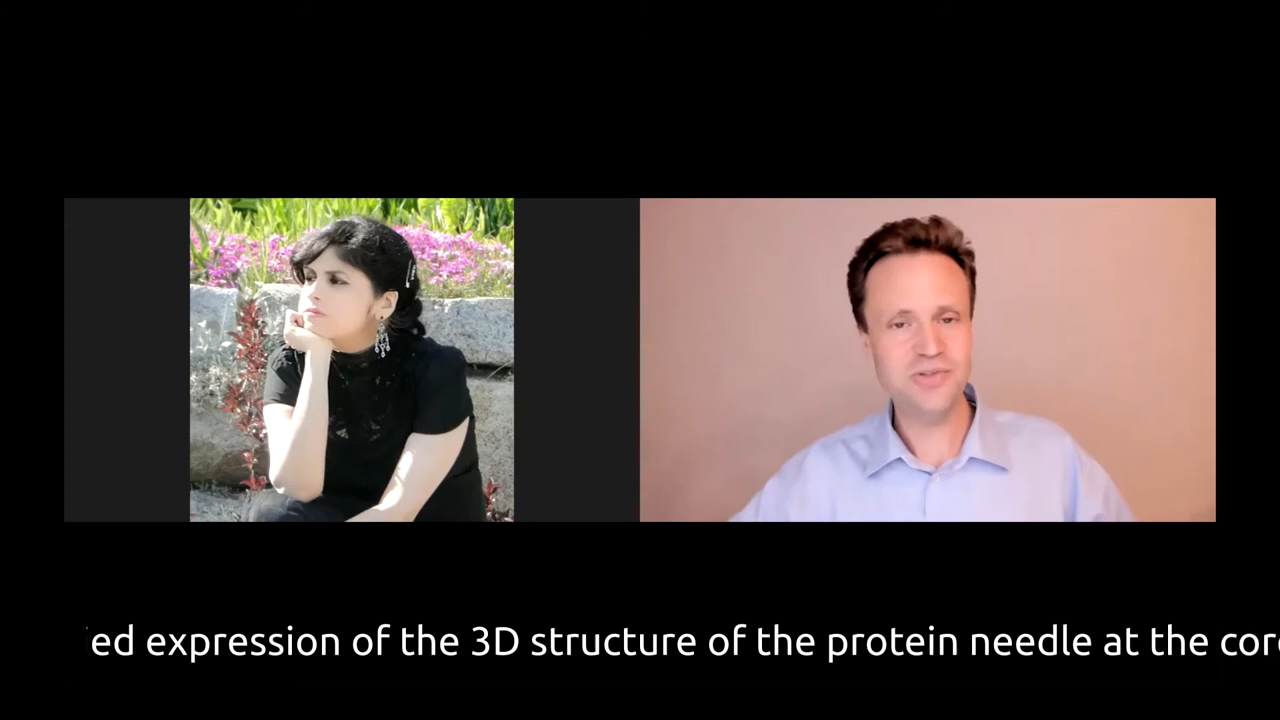 ed expression of the 3D structure of the protein needle at the cor